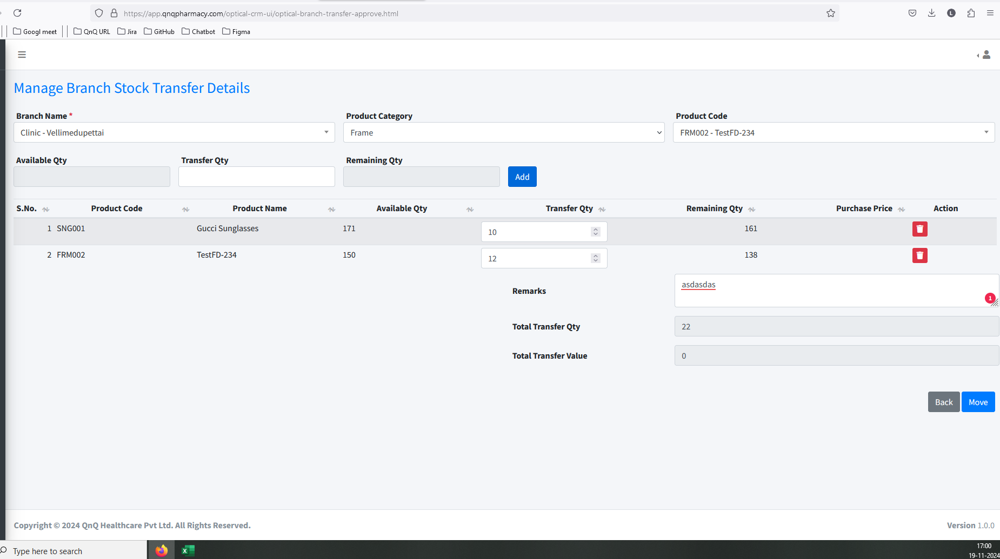 https://app.qnqpharmacy.com/optical-crm-ui/optical-branch-transfer-approve.html
L
Googl meet QnQ URL Jira GitHub Chatbot Figma
Manage Branch Stock Transfer Details
Branch Name * Product Category Product Code
Clinic - Vellimedupettai Frame FRM002 - TestFD-234
Available Qty Transfer Qty Remaining Qty
Add
S.No. Product Code Product Name Available Qty Transfer Qty Remaining Qty Purchase Price Action
1 SNG001 Gucci Sunglasses 171 10 161
2 FRM002 TestFD-234 150 12 138
Remarks asdasdas
1
Total Transfer Qty 22
Total Transfer Value 0
Back Move
Copyright © 2024 QnQ Healthcare Pvt Ltd. All Rights Reserved. Version 1.0.0
Type here to search
17:00
19-11-2024